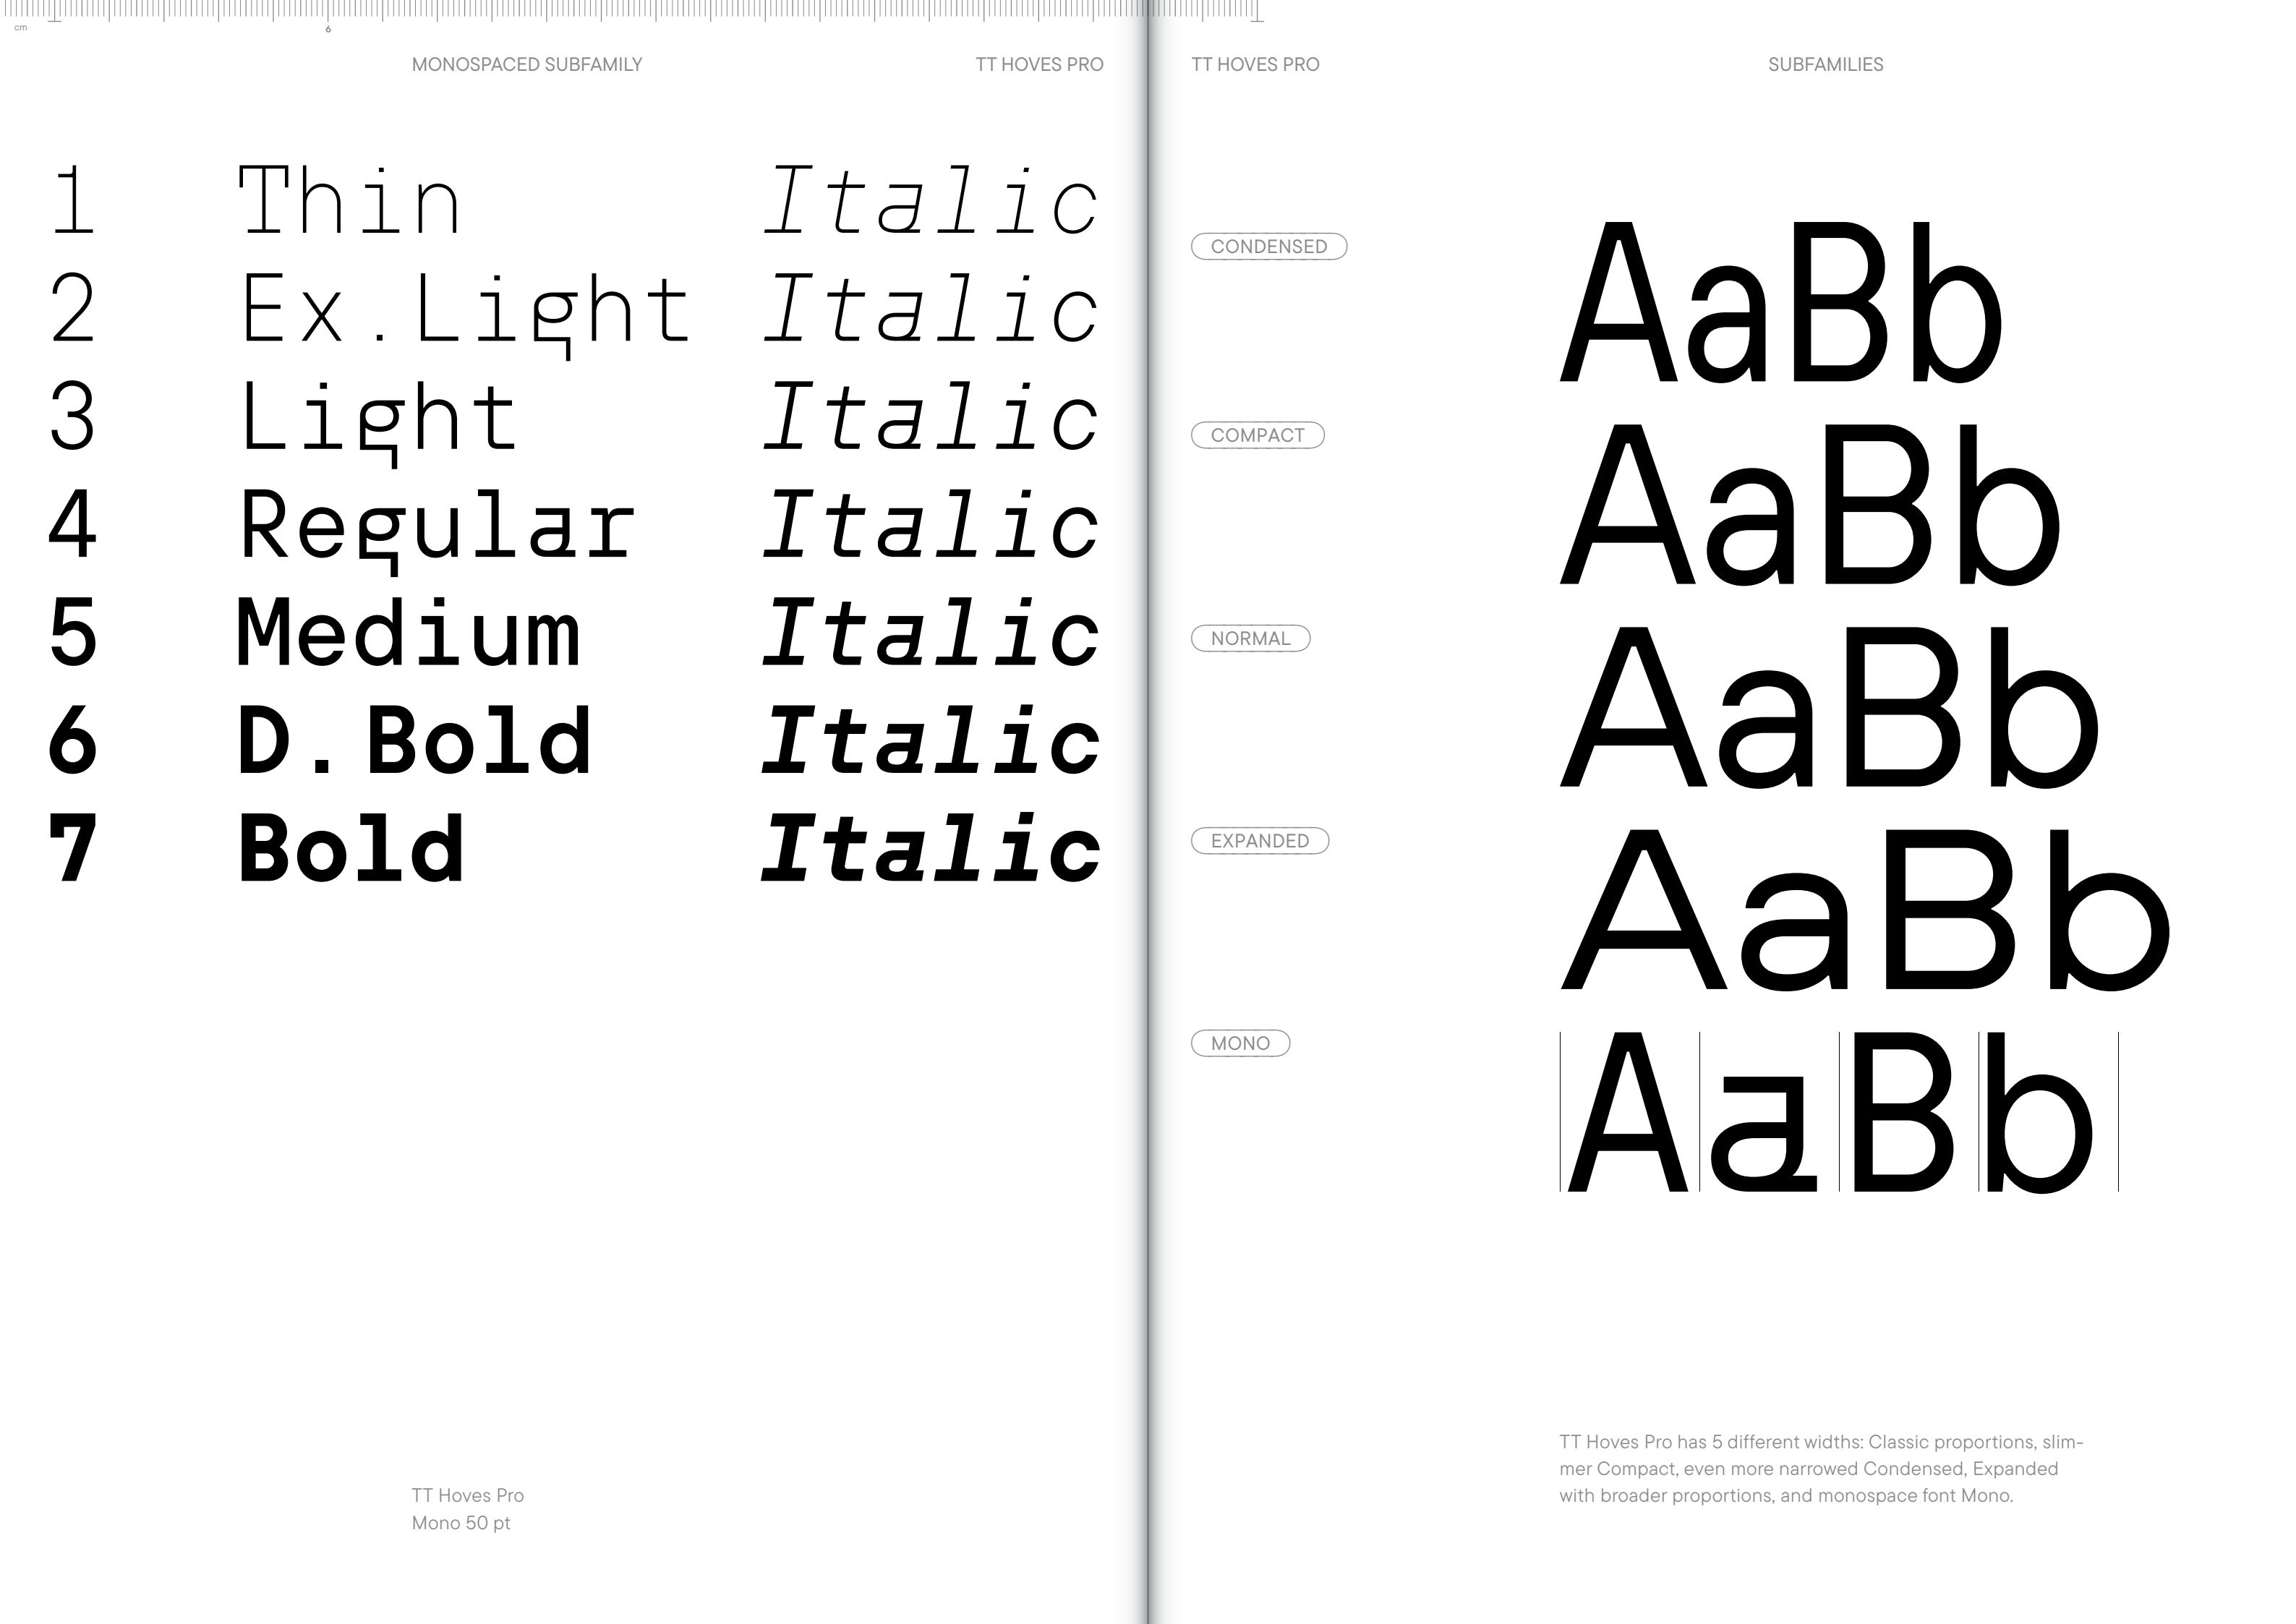 cm 6
MONOSPACED SUBFAMILY TT HOVES PRO
1 Thin Italic
2 Ex.Light Italic
3 Light Italic
4 Regular Italic
5 Medium Italic
6 D.Bold Italic
7 Bold Italic
TT Hoves Pro
Mono 50 pt
TT HOVES PRO SUBFAMILIES
CONDENSED AaBb
COMPACT AaBb
NORMAL AaBb
EXPANDED AaBb
MONO AaBb
TT Hoves Pro has 5 different widths: Classic proportions, slim-
mer Compact, even more narrowed Condensed, Expanded
with broader proportions, and monospace font Mono.